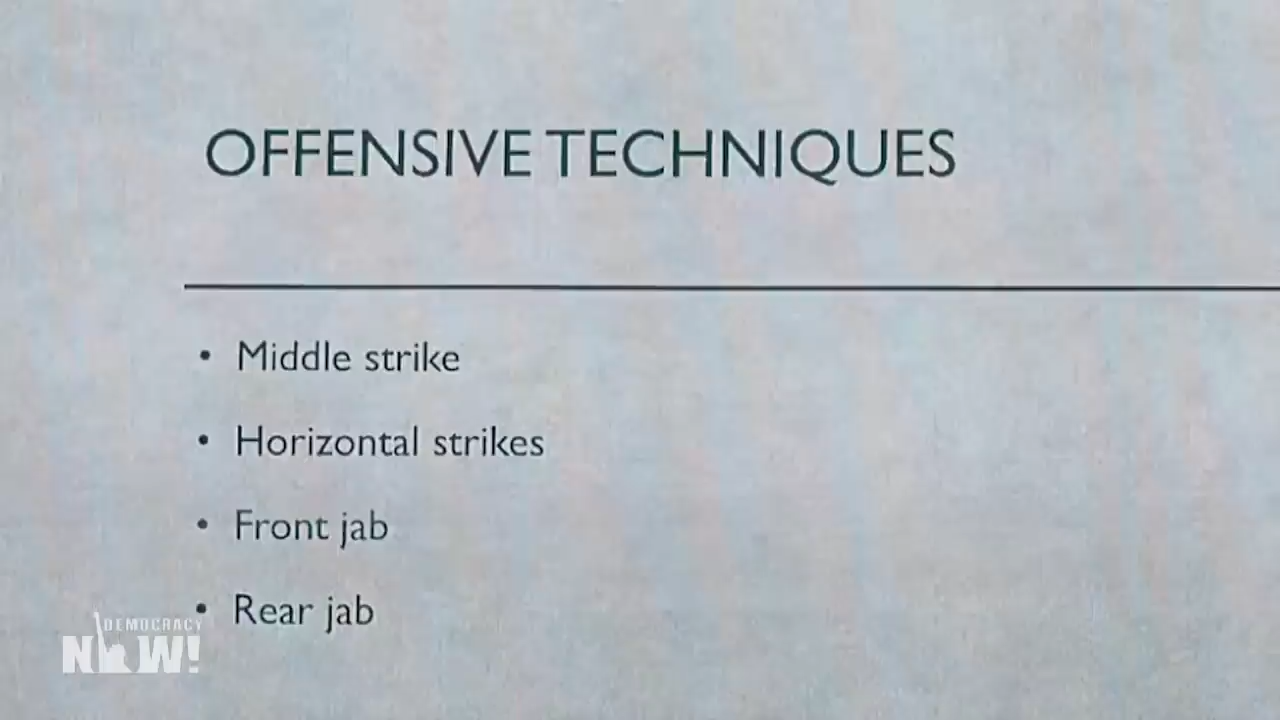 OFFENSIVE TECHNIQUES
• Middle strike
• Horizontal strikes
• Front jab
• Rear jab
DEMOCRACY
NOW!